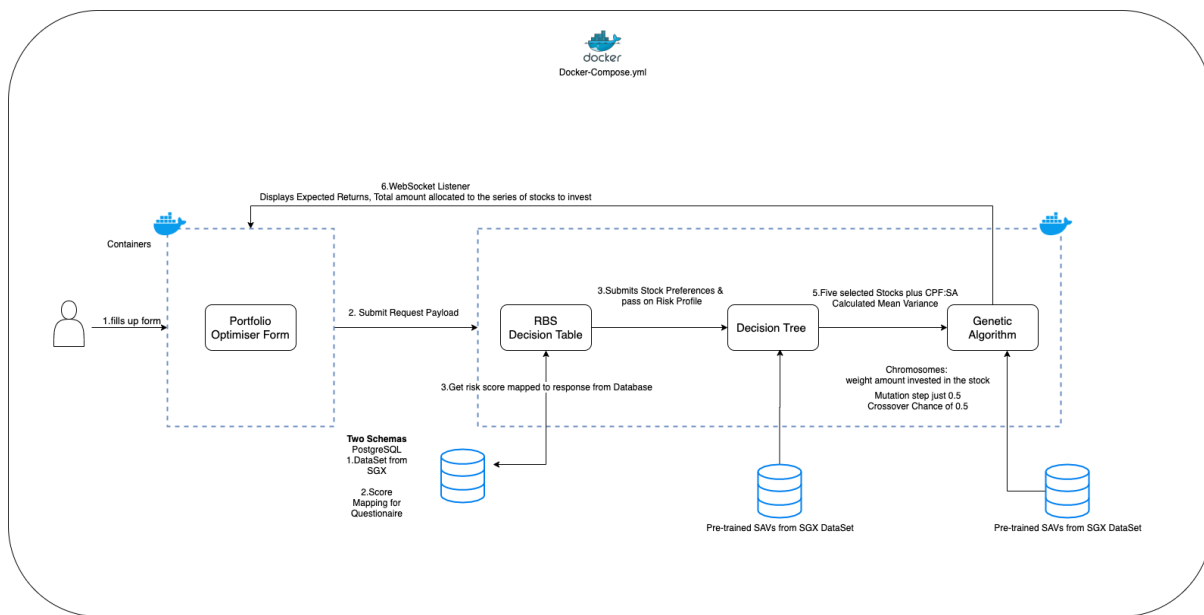 docker
Docker-Compose.yml
6.WebSocket Listener
Displays Expected Returns, Total amount allocated to the series of stocks to invest
Containers
1.fills up form
Portfolio
Optimiser Form
2. Submit Request Payload
RBS
Decision Table
3.Submits Stock Preferences &
pass on Risk Profile
Decision Tree
5.Five selected Stocks plus CPF:SA
Calculated Mean Variance
Genetic
Algorithm
3.Get risk score mapped to response from Database
Chromosomes:
weight amount invested in the stock
Mutation step just 0.5
Crossover Chance of 0.5
Two Schemas
PostgreSQL
1.DataSet from
SGX
2.Score
Mapping for
Questionaire
Pre-trained SAVs from SGX DataSet
Pre-trained SAVs from SGX DataSet